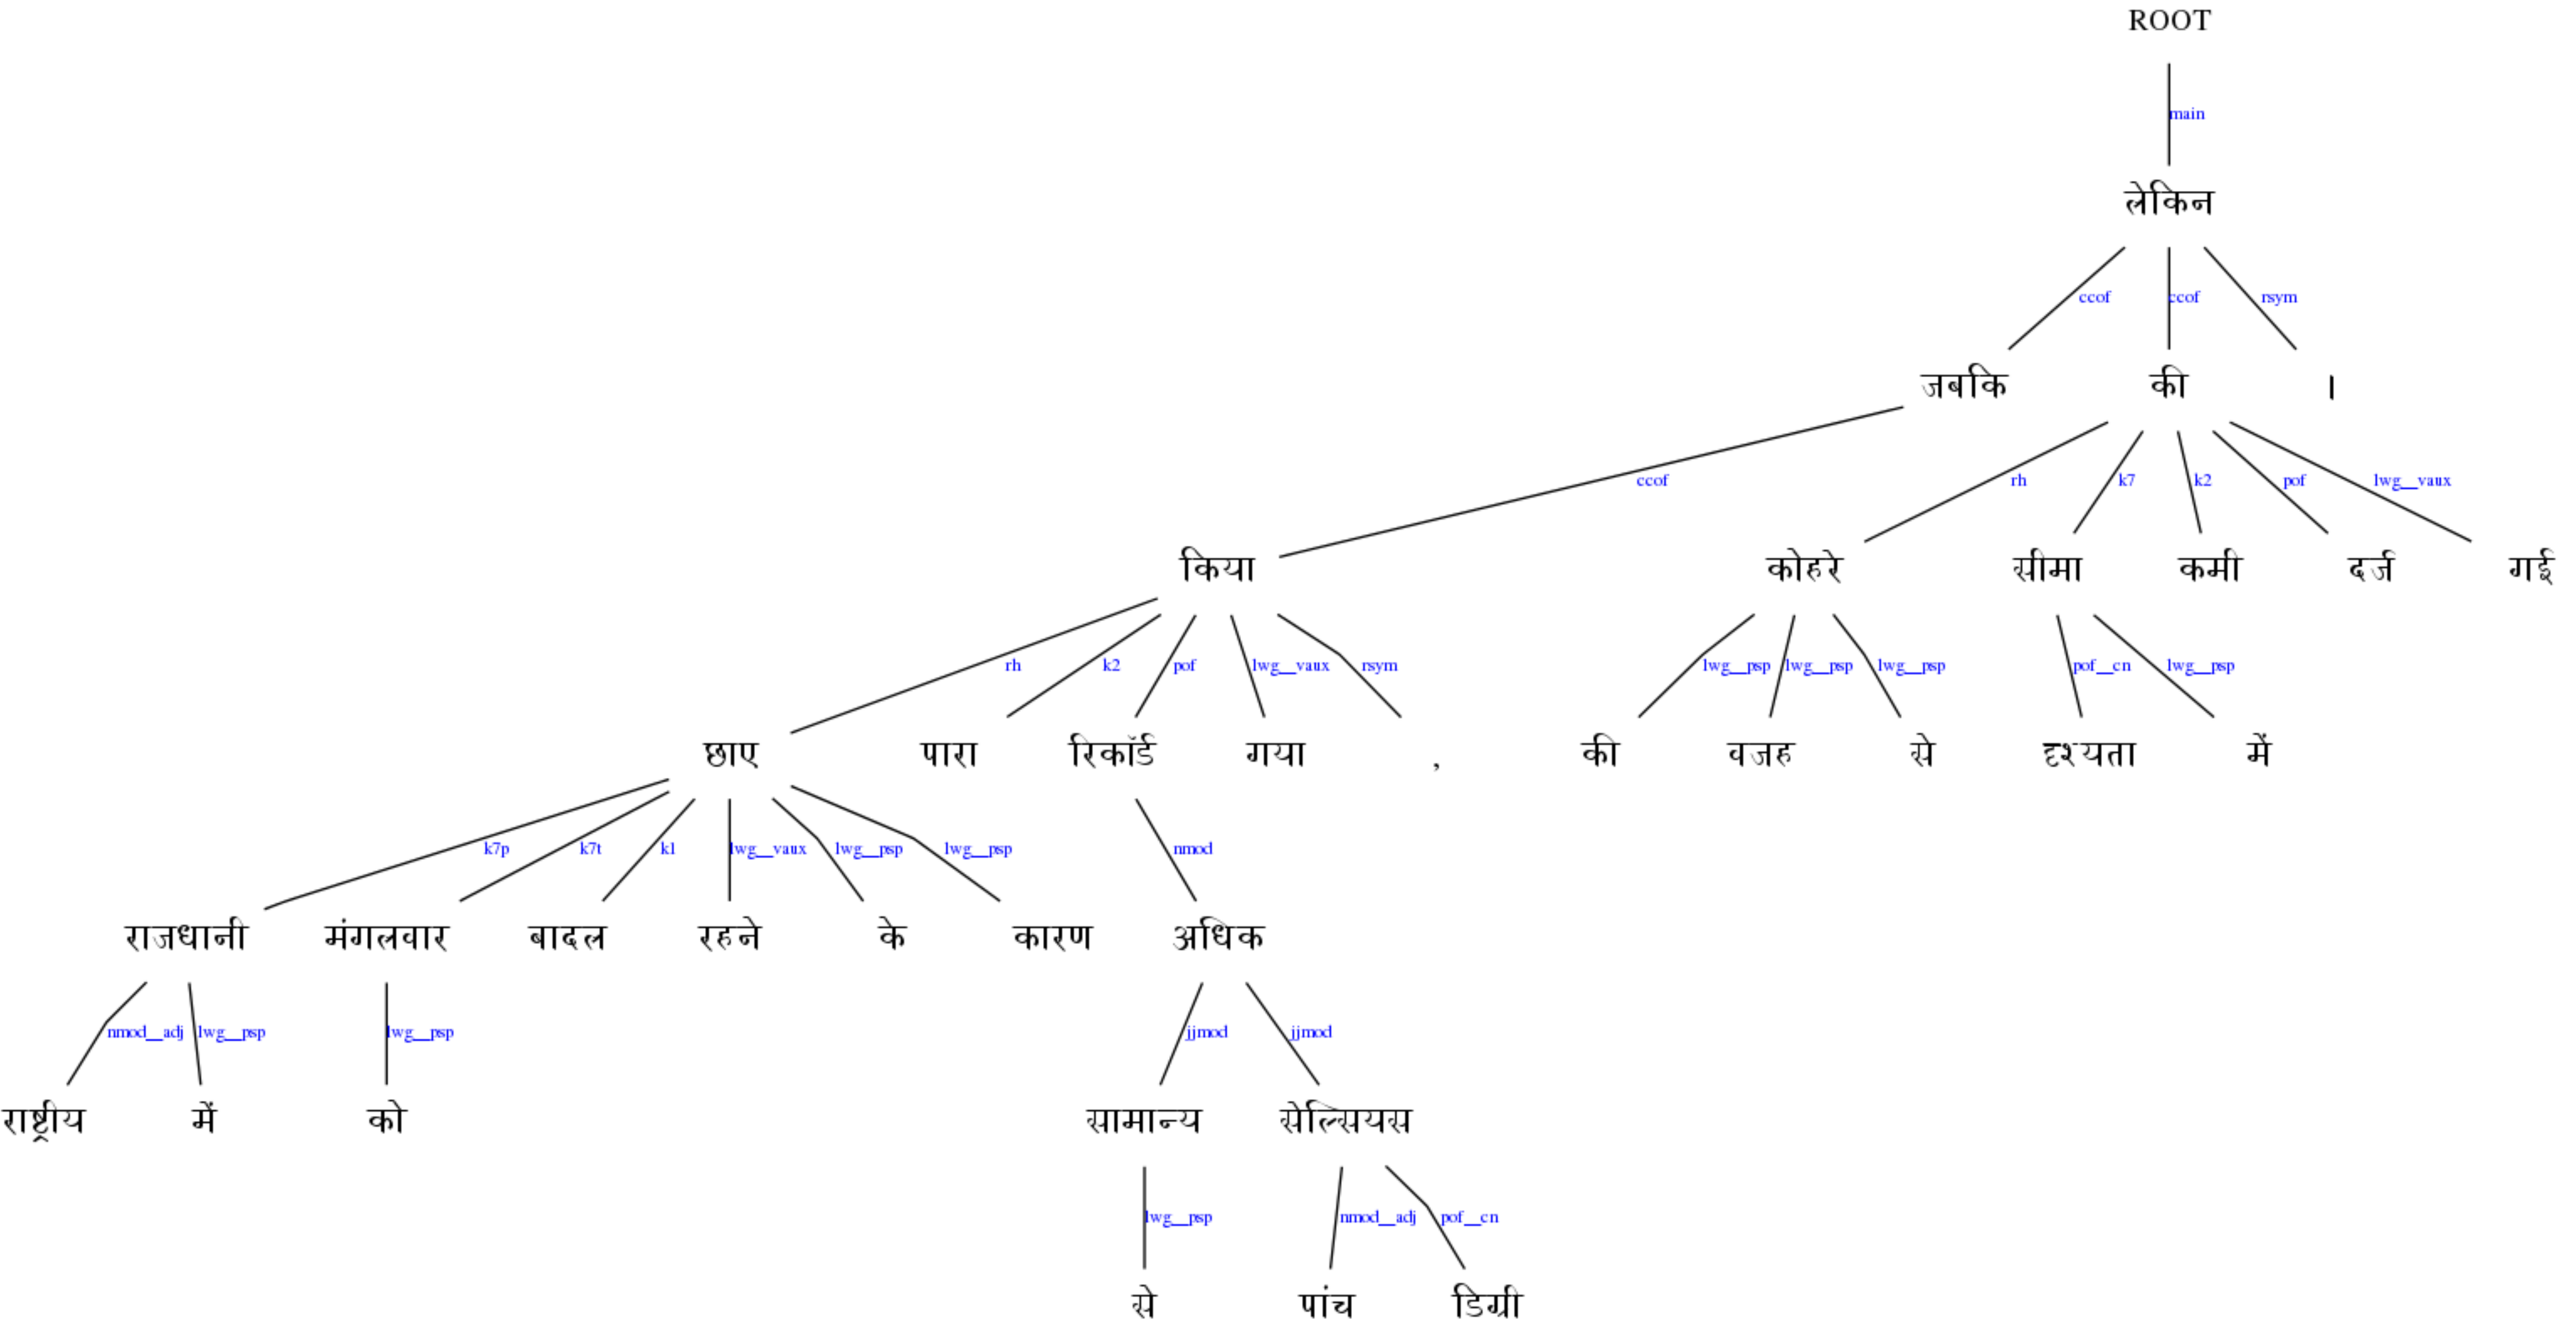 ROOT
main
लेकिन
ccof ccof rsym
जबकि की ।
ccof rh k7 k2 pof lwg__vaux
किया कोहरे सीमा कमी दर्ज गई
rh k2 pof lwg__vaux rsym lwg__psp lwg__psp lwg__psp pof__cn lwg__psp
छाए पारा रिकॉर्ड गया , की वजह से दृश्यता में
k7p k7t k1 lwg__vaux lwg__psp lwg__psp nmod
राजधानी मंगलवार बादल रहने के कारण अधिक
nmod__adj lwg__psp lwg__psp jjmod jjmod
राष्ट्रीय में को सामान्य सेल्सियस
lwg__psp nmod__adj pof__cn
से पांच डिग्री